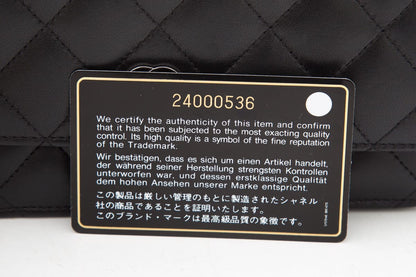 24000536
We certify the authenticity of this item and confirm
that it has been subjected to the most exacting quality
control. Its high quality is a symbol of the fine reputation
of the Trademark.
Wir bestätigen, dass es sich um einen Artikel handelt,
der während seiner Herstellung strengsten Kontrollen
unterworfen war, und dessen erstklassige Qualität
dem hohen Ansehen unserer Marke entspricht.
この製品は厳しい管理のもとに製造されたシャネル
社の商品であることを証明いたします。
このブランド・マークは最高級品質の象徴です。